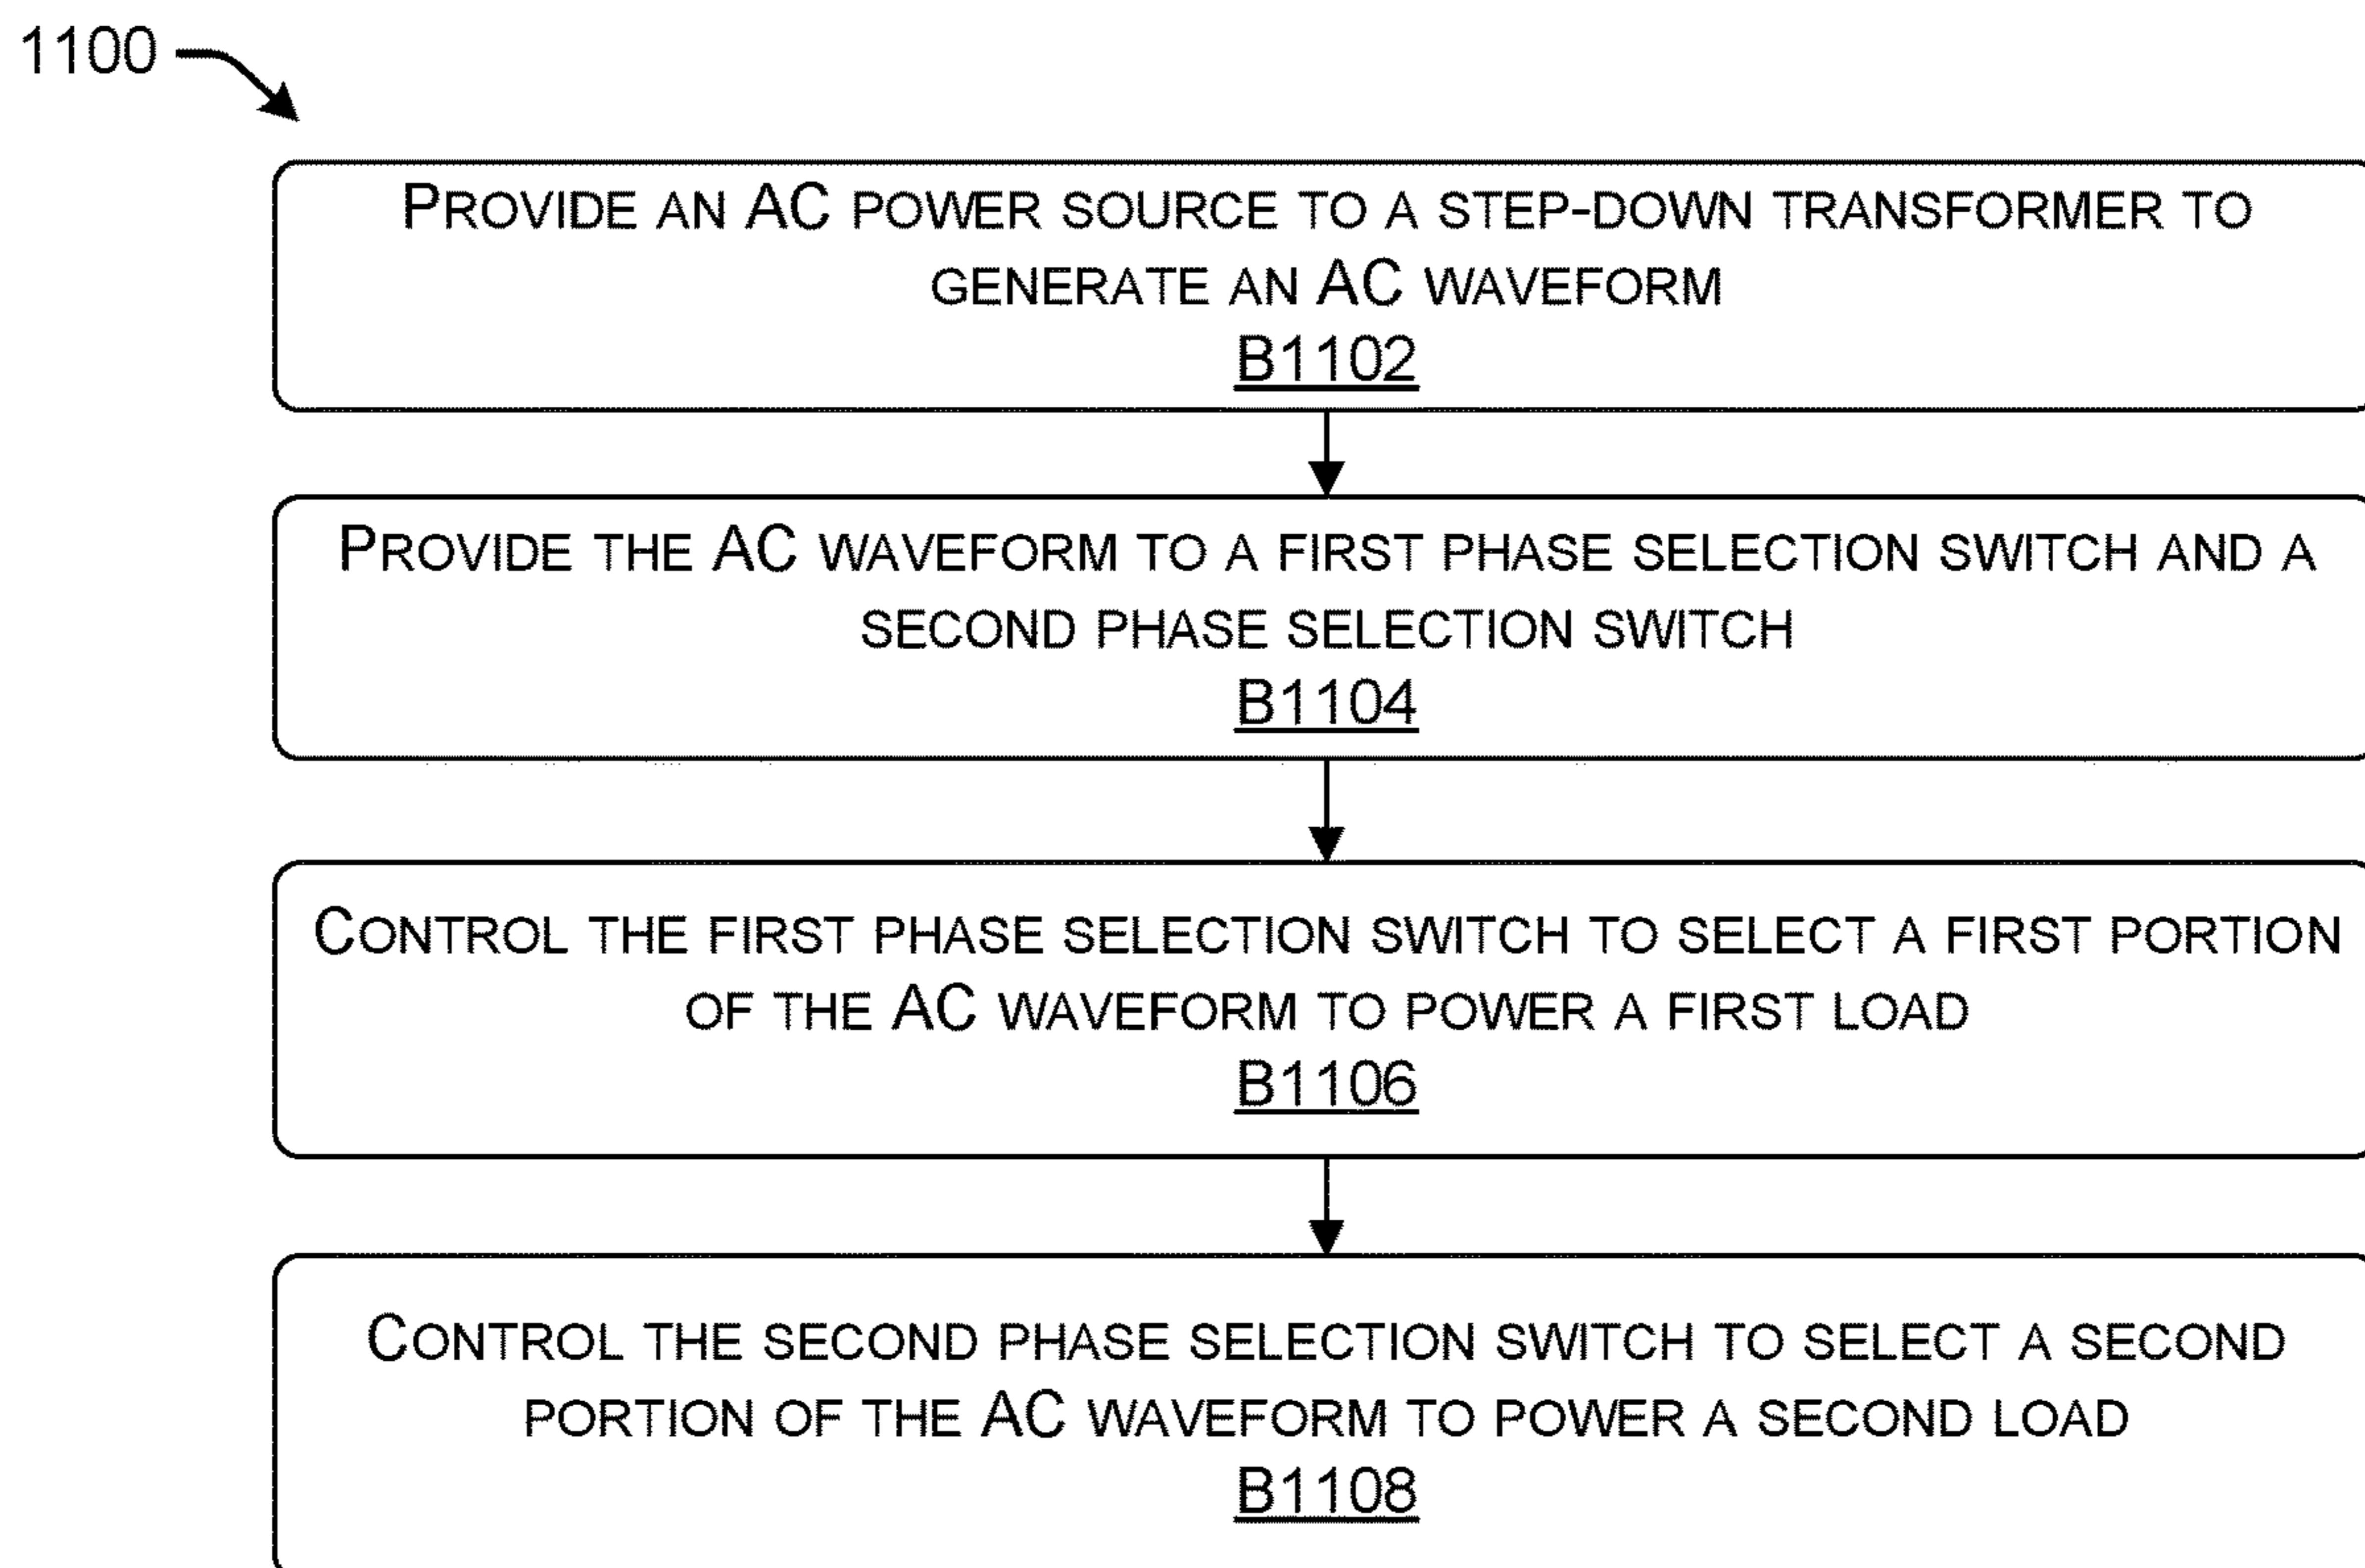 1100
PROVIDE AN AC POWER SOURCE TO A STEP-DOWN TRANSFORMER TO
GENERATE AN AC WAVEFORM
B1102
PROVIDE THE AC WAVEFORM TO A FIRST PHASE SELECTION SWITCH AND A
SECOND PHASE SELECTION SWITCH
B1104
CONTROL THE FIRST PHASE SELECTION SWITCH TO SELECT A FIRST PORTION
OF THE AC WAVEFORM TO POWER A FIRST LOAD
B1106
CONTROL THE SECOND PHASE SELECTION SWITCH TO SELECT A SECOND
PORTION OF THE AC WAVEFORM TO POWER A SECOND LOAD
B1108